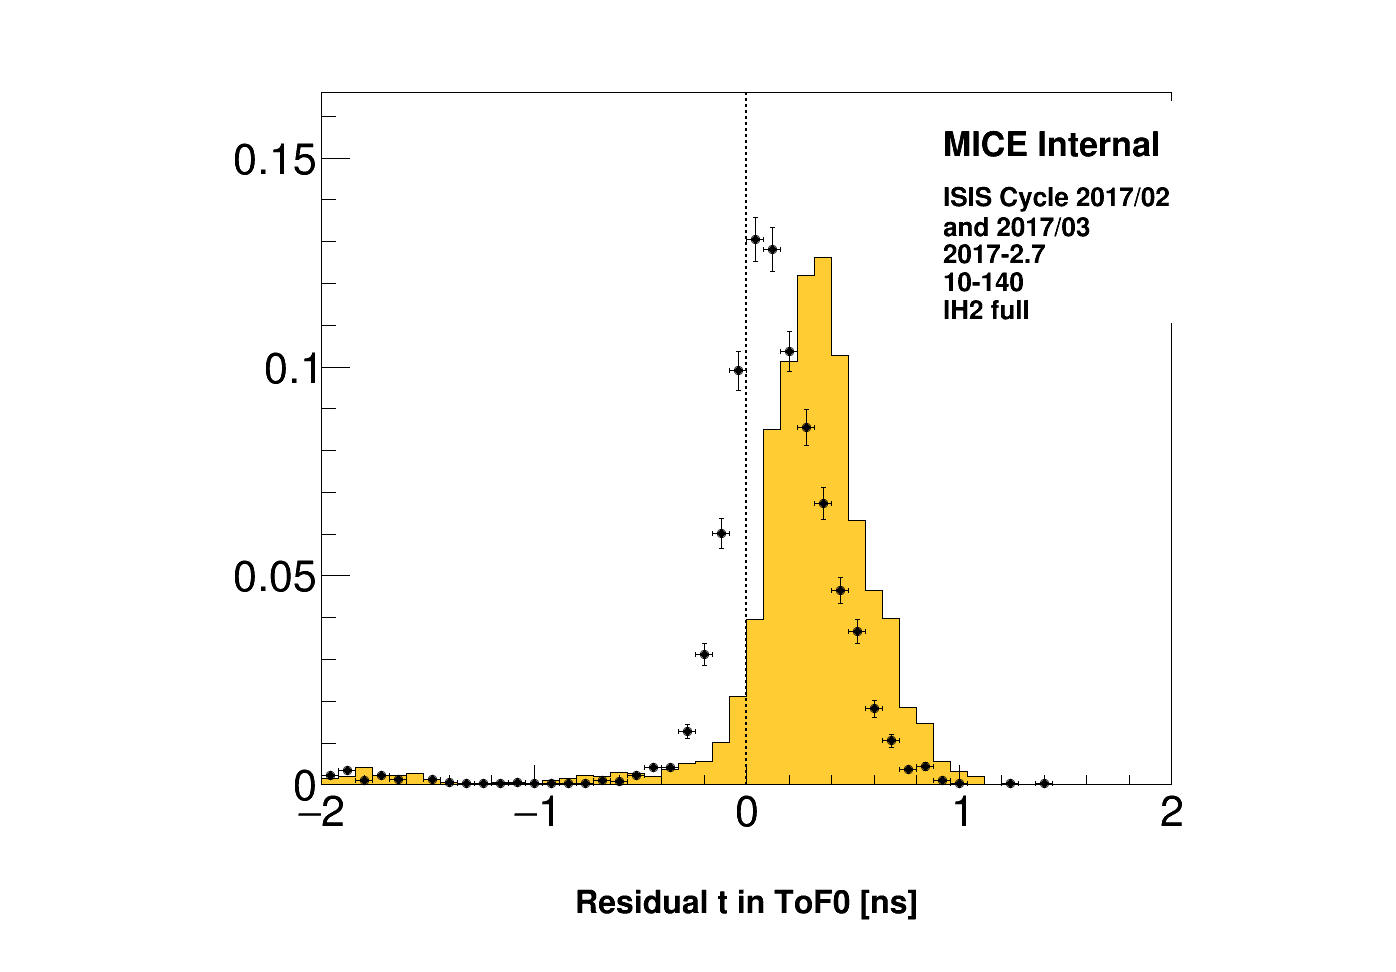 MICE Internal
ISIS Cycle 2017/02
and 2017/03
2017-2.7
10-140
IH2 full
0.15
0.1
0.05
0
−2
−1
0
1
2
Residual t in ToF0 [ns]